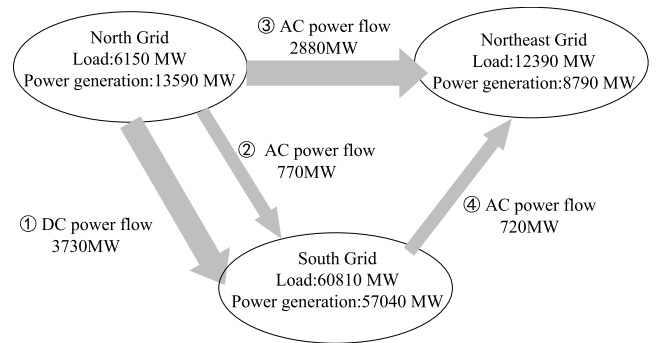 North Grid
Load:6150 MW
Power generation:13590 MW
③ AC power flow
2880MW
Northeast Grid
Load:12390 MW
Power generation:8790 MW
② AC power flow
770MW
① DC power flow
3730MW
④ AC power flow
720MW
South Grid
Load:60810 MW
Power generation:57040 MW